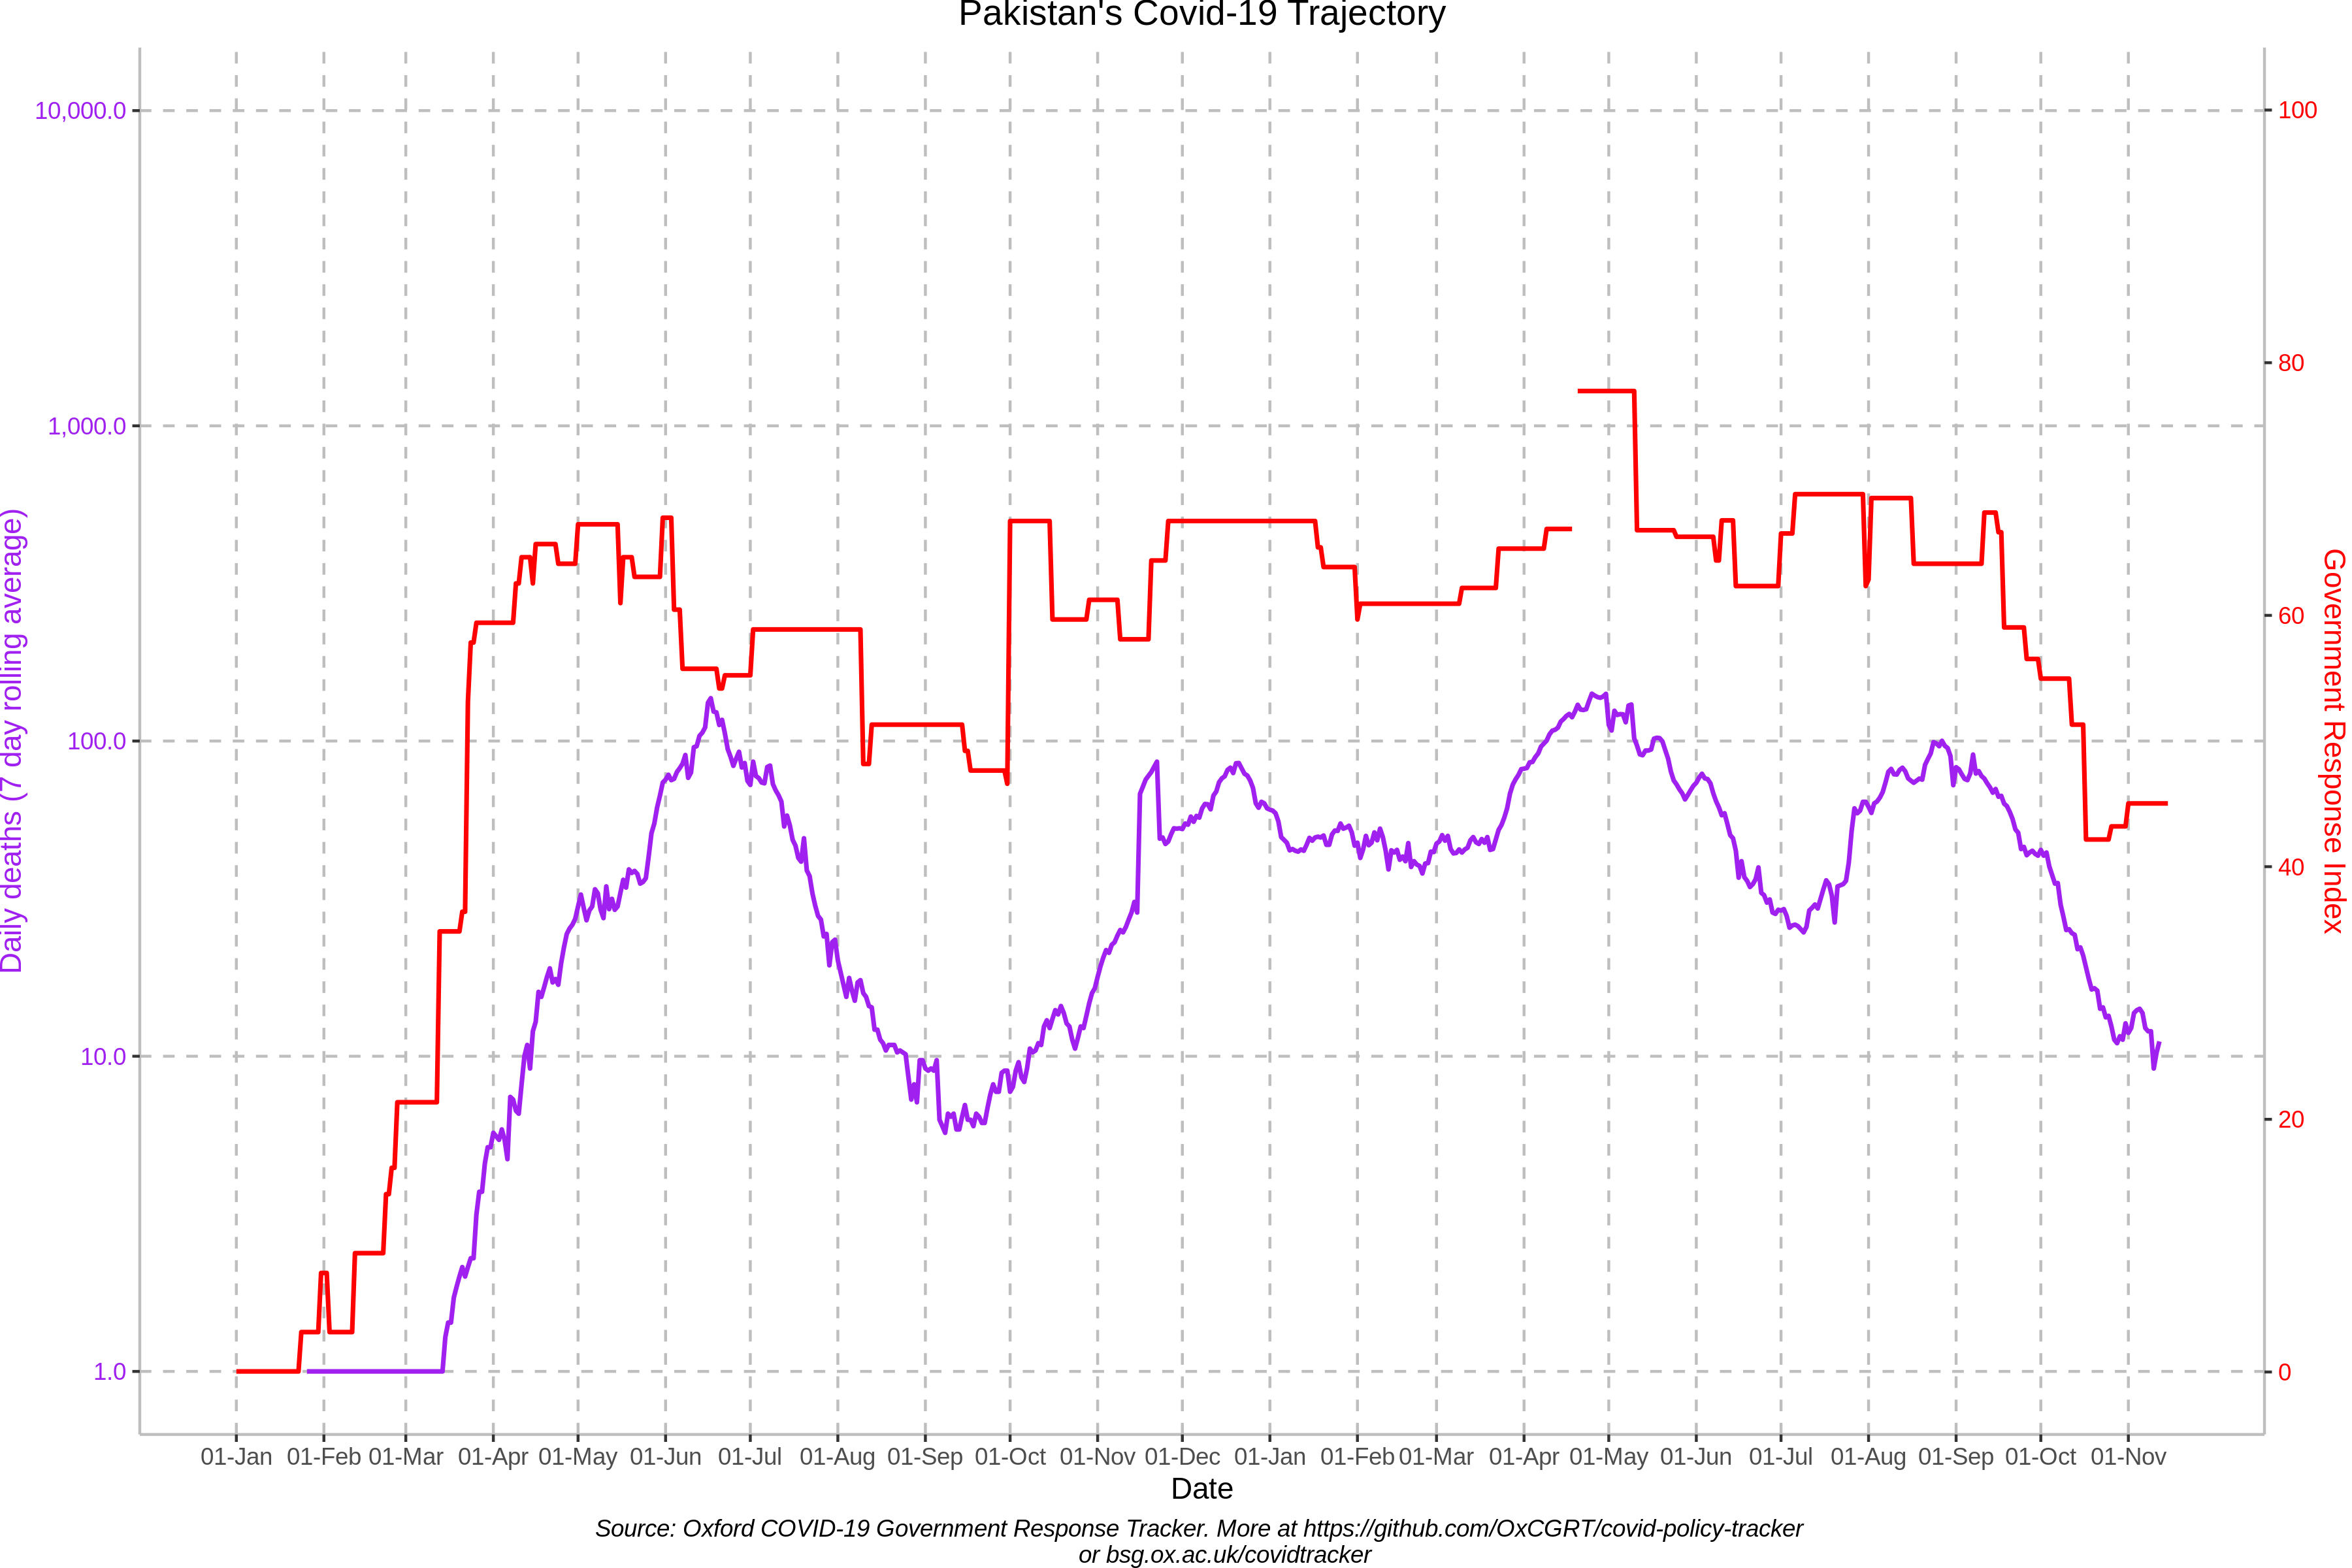 Pakistan's Covid-19 Trajectory
10,000.0
1,000.0
100.0
10.0
1.0
Daily deaths (7 day rolling average)
100
80
60
40
20
0
Government Response Index
01-Jan 01-Feb 01-Mar 01-Apr 01-May 01-Jun 01-Jul 01-Aug 01-Sep 01-Oct 01-Nov 01-Dec 01-Jan 01-Feb 01-Mar 01-Apr 01-May 01-Jun 01-Jul 01-Aug 01-Sep 01-Oct 01-Nov
Date
Source: Oxford COVID-19 Government Response Tracker. More at https://github.com/OxCGRT/covid-policy-tracker
or bsg.ox.ac.uk/covidtracker